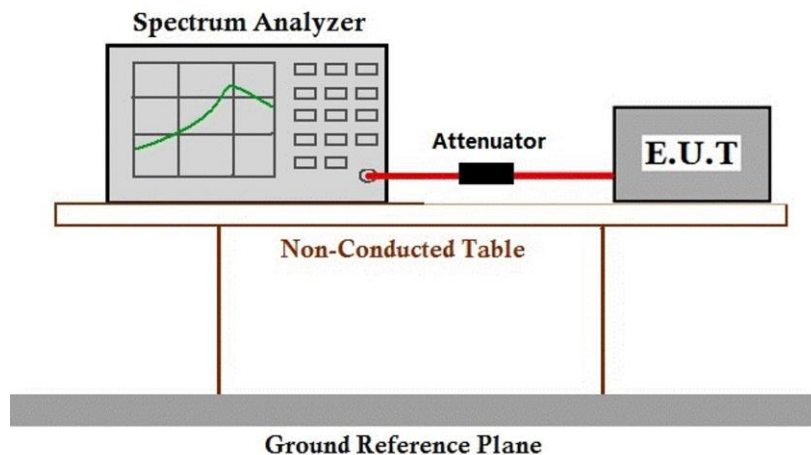 Spectrum Analyzer
Attenuator
E.U.T
Non-Conducted Table
Ground Reference Plane